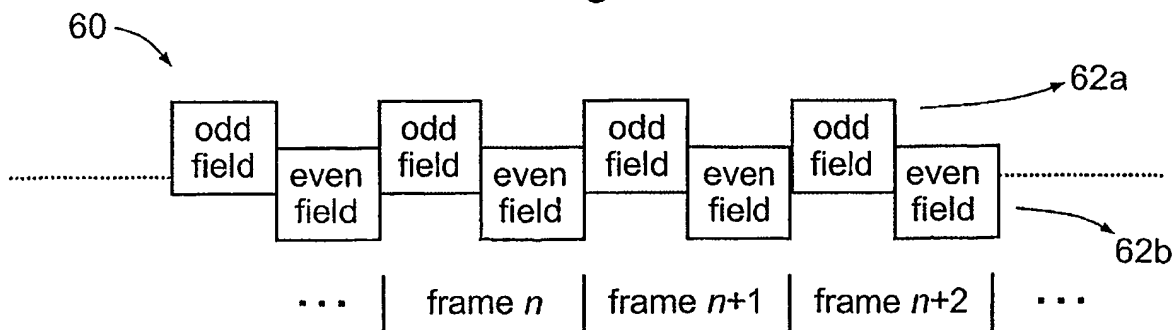 60
62a
odd field odd field odd field odd field
even field even field even field even field
62b
... frame n frame n+1 frame n+2 ...